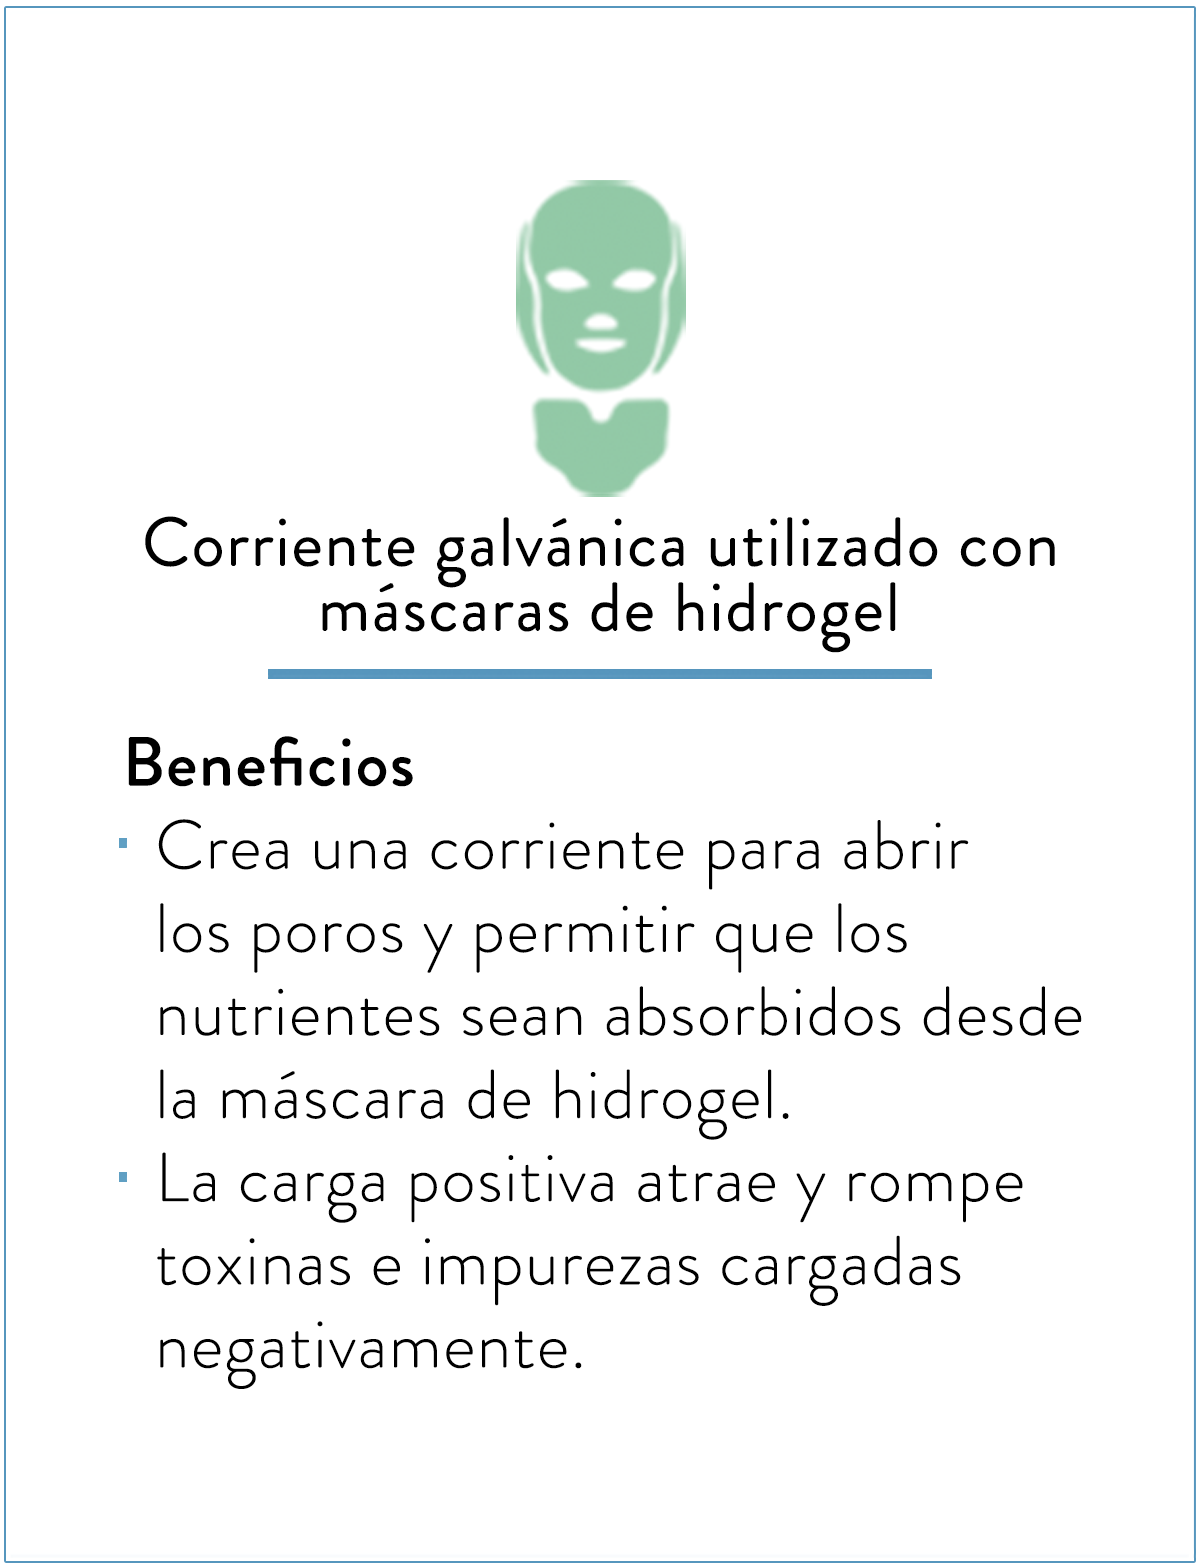 Corriente galvánica utilizado con
máscaras de hidrogel
Beneficios
▪ Crea una corriente para abrir
los poros y permitir que los
nutrientes sean absorbidos desde
la máscara de hidrogel.
▪ La carga positiva atrae y rompe
toxinas e impurezas cargadas
negativamente.